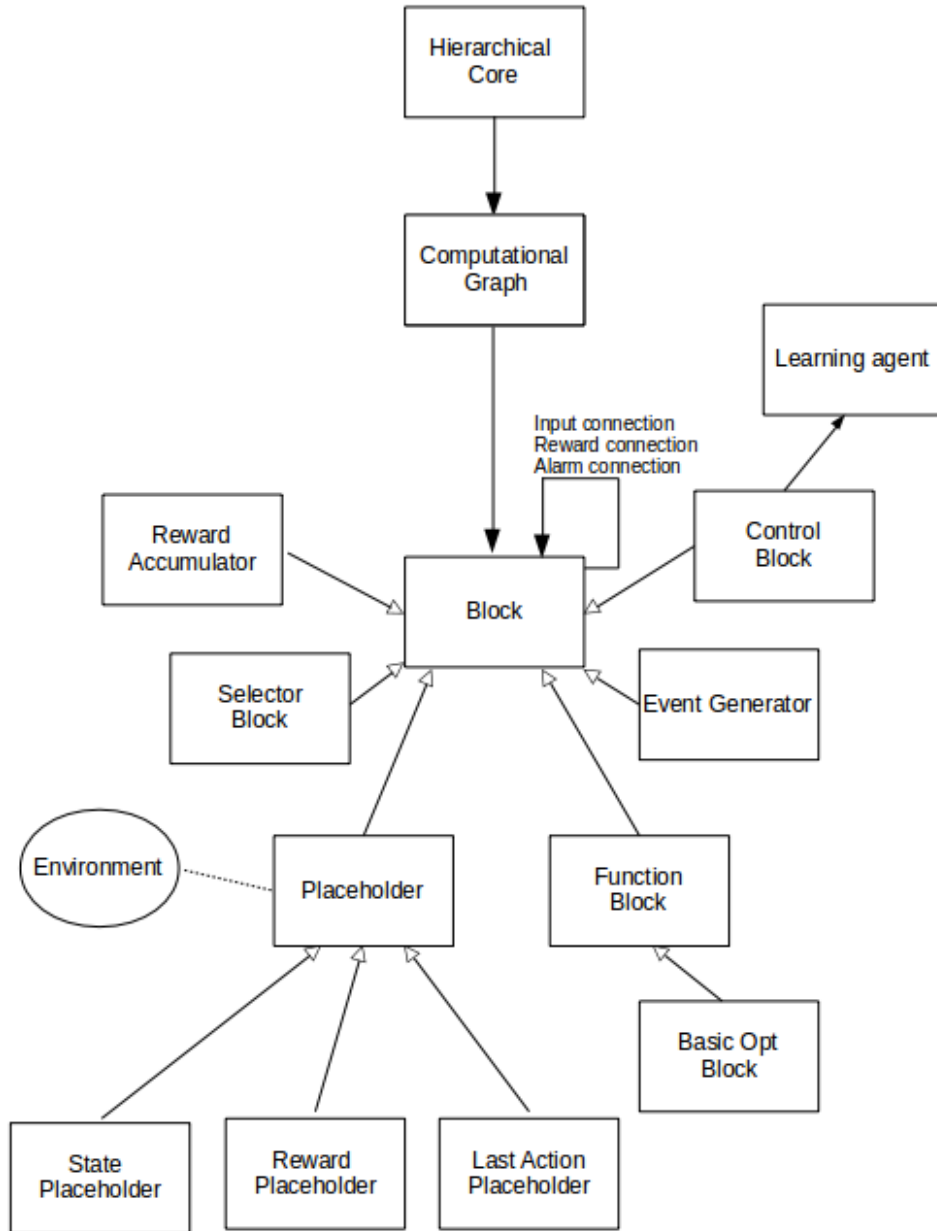 Hierarchical
Core
Computational
Graph
Learning agent
Input connection
Reward connection
Alarm connection
Reward
Accumulator
Control
Block
Block
Selector
Block
Event Generator
Environment
Placeholder
Function
Block
Basic Opt
Block
State
Placeholder
Reward
Placeholder
Last Action
Placeholder